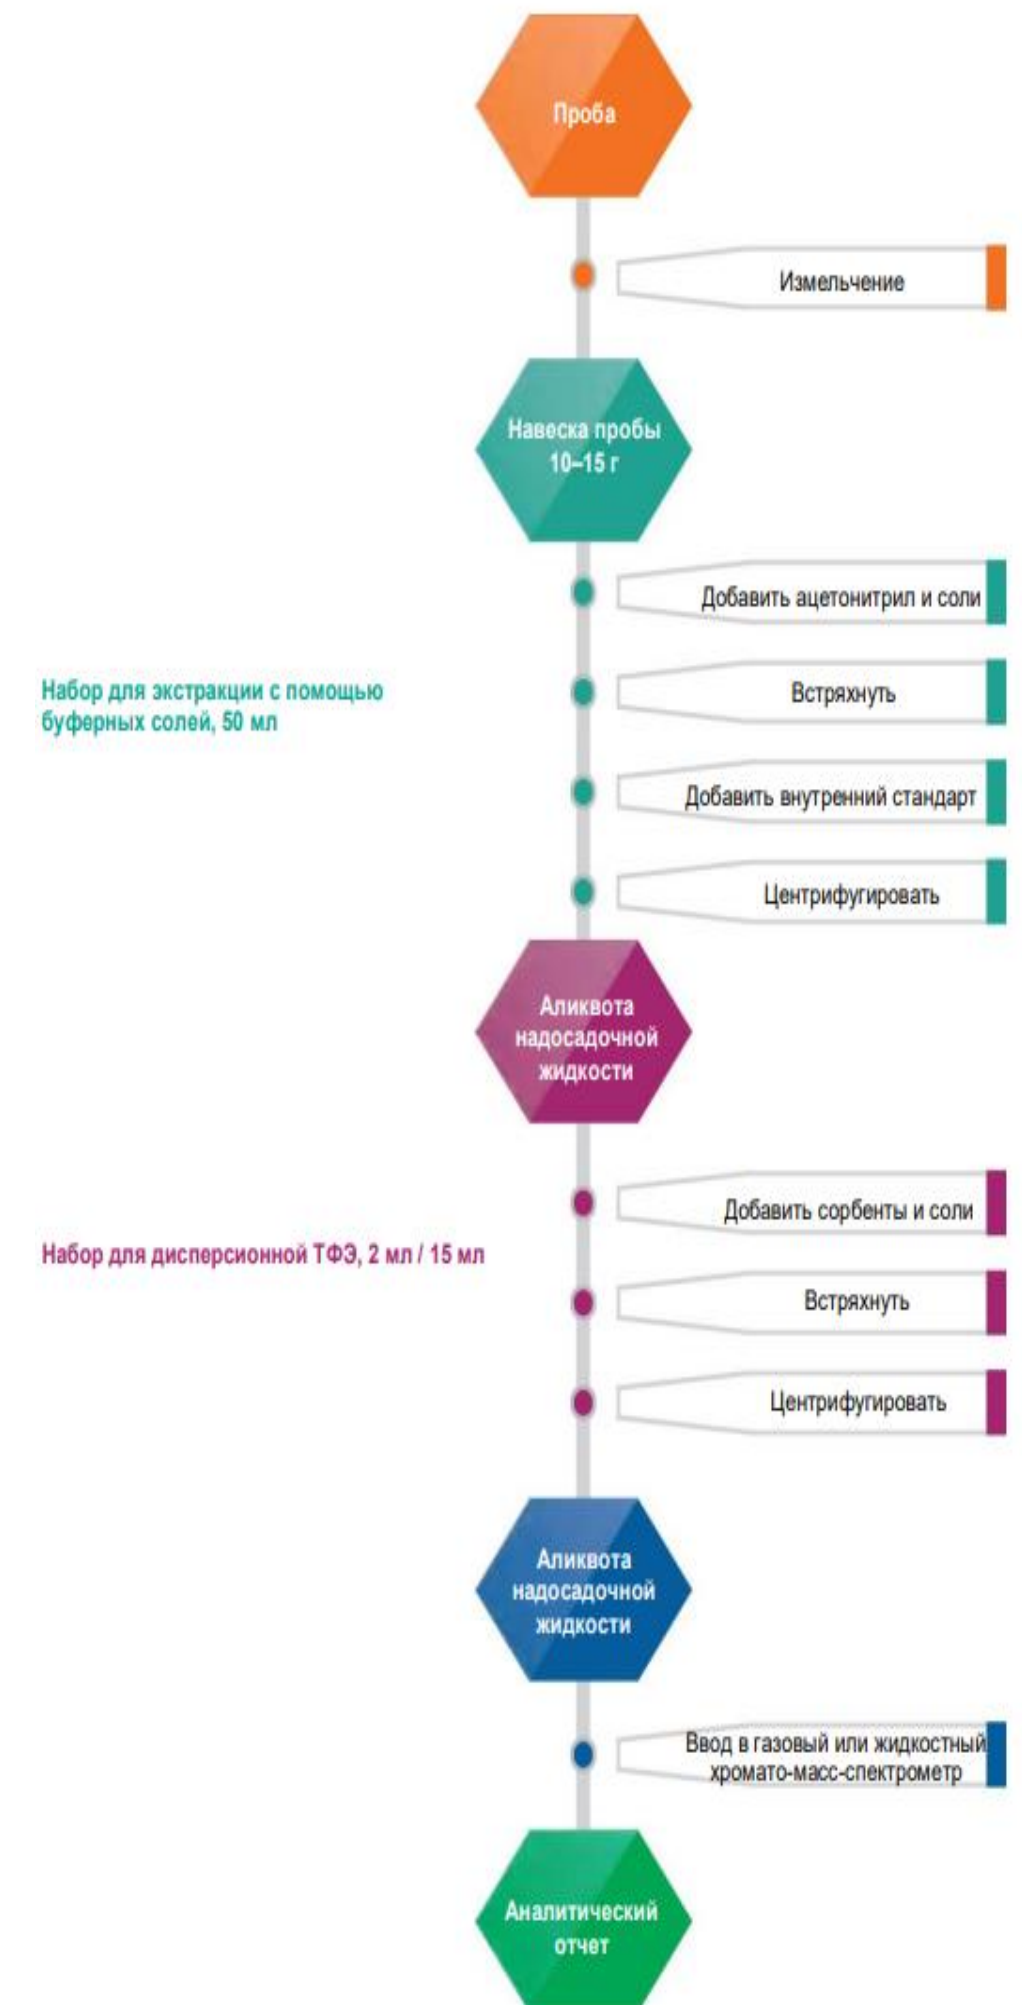 Проба
Измельчение
Навеска пробы
10–15 г
Добавить ацетонитрил и соли
Набор для экстракции с помощью
буферных солей, 50 мл
Встряхнуть
Добавить внутренний стандарт
Центрифугировать
Аликвота
надосадочной
жидкости
Добавить сорбенты и соли
Набор для дисперсионной ТФЭ, 2 мл / 15 мл
Встряхнуть
Центрифугировать
Аликвота
надосадочной
жидкости
Ввод в газовый или жидкостный
хромато-масс-спектрометр
Аналитический
отчет